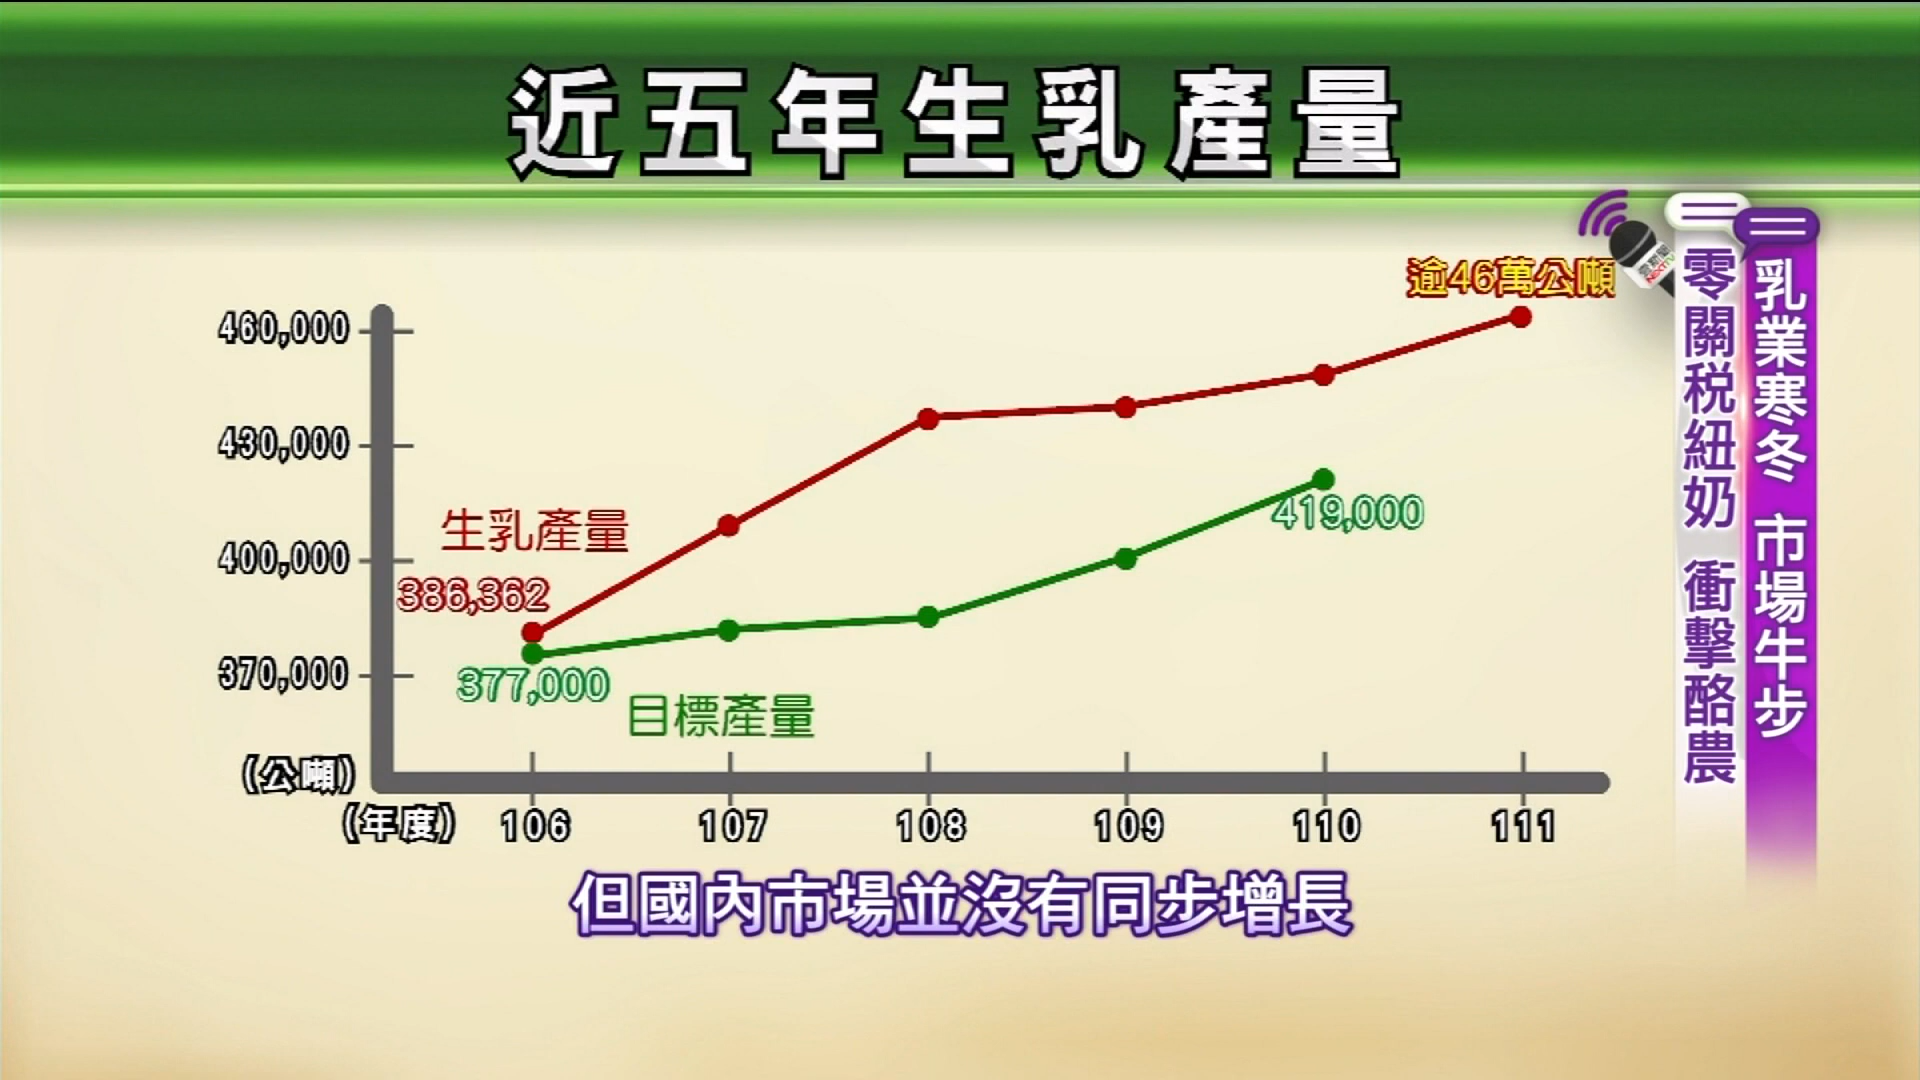 近五年生乳產量
逾46萬公噸
460,000
430,000
400,000
370,000
生乳產量
386,362
419,000
377,000
目標產量
(公噸)
(年度)
106
107
108
109
110
111
但國內市場並沒有同步增長
乳業寒冬 市場牛步
零關税紐奶 衝擊酪農
NEXTTV